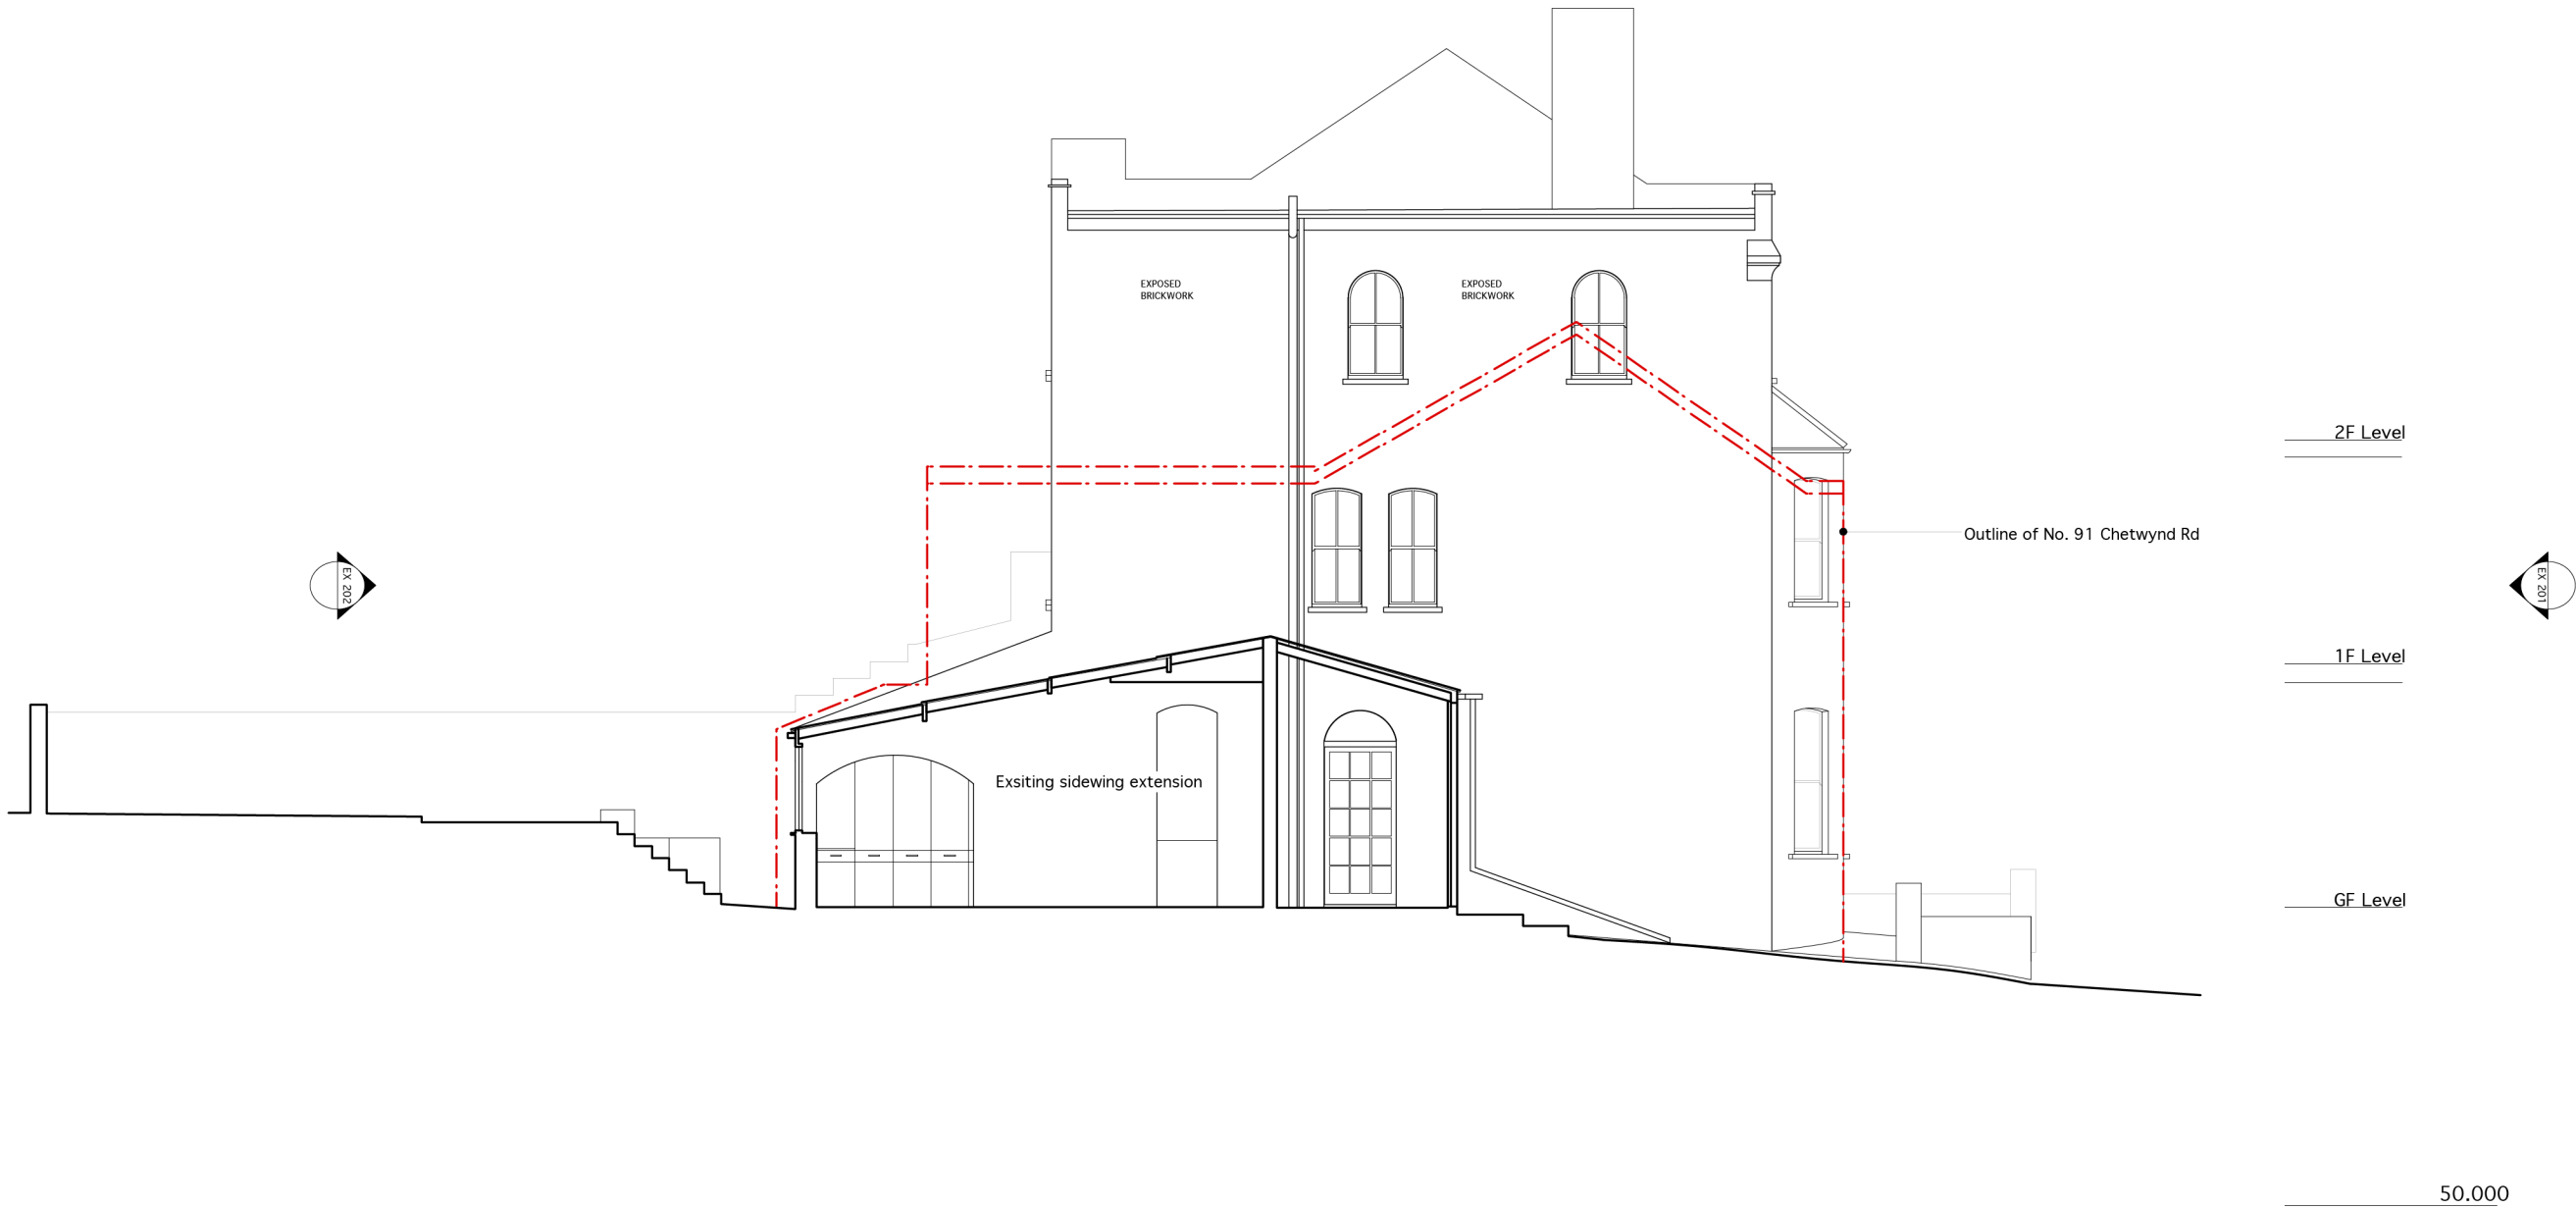 EXPOSED
BRICKWORK
EXPOSED
BRICKWORK
2F Level
Outline of No. 91 Chetwynd Rd
EX 202
EX 201
1F Level
Exsiting sidewing extension
GF Level
50.000